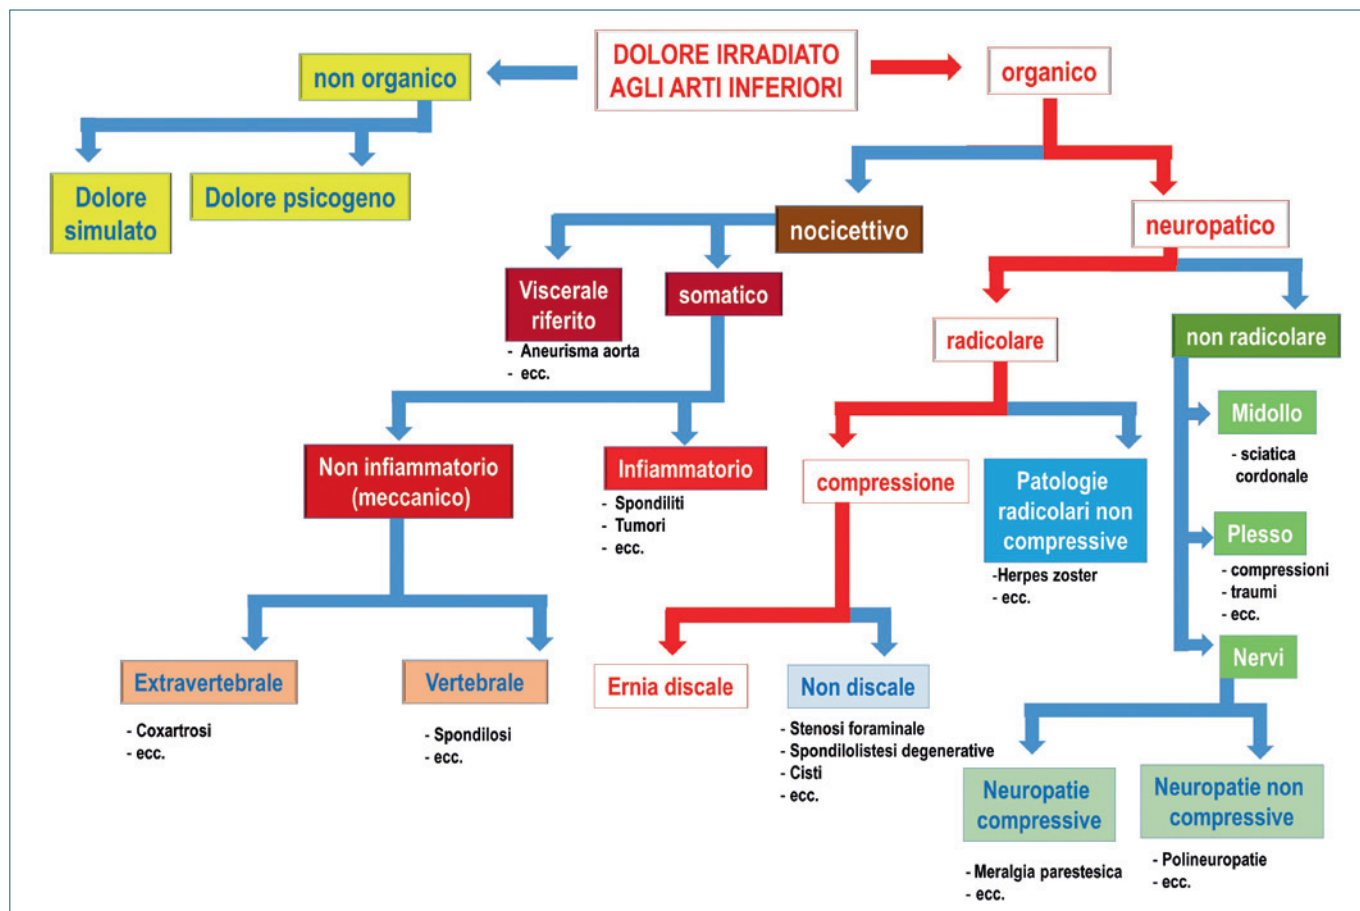 DOLORE IRRADIATO
AGLI ARTI INFERIORI
non organico
organico
Dolore
simulato
Dolore psicogeno
nocicettivo
neuropatico
Viscerale
riferito
- Aneurisma aorta
- ecc.
somatico
radicolare
non radicolare
Midollo
- sciatica
cordonale
Plesso
- compressioni
- traumi
- ecc.
Nervi
Non infiammatorio
(meccanico)
Infiammatorio
- Spondiliti
- Tumori
- ecc.
compressione
Patologie
radicolari non
compressive
-Herpes zoster
- ecc.
Extravertebrale
- Coxartrosi
- ecc.
Vertebrale
- Spondilosi
- ecc.
Ernia discale
Non discale
- Stenosi foraminale
- Spondilolistesi degenerative
- Cisti
- ecc.
Neuropatie
compressive
- Meralgia parestesica
- ecc.
Neuropatie non
compressive
- Polineuropatie
- ecc.